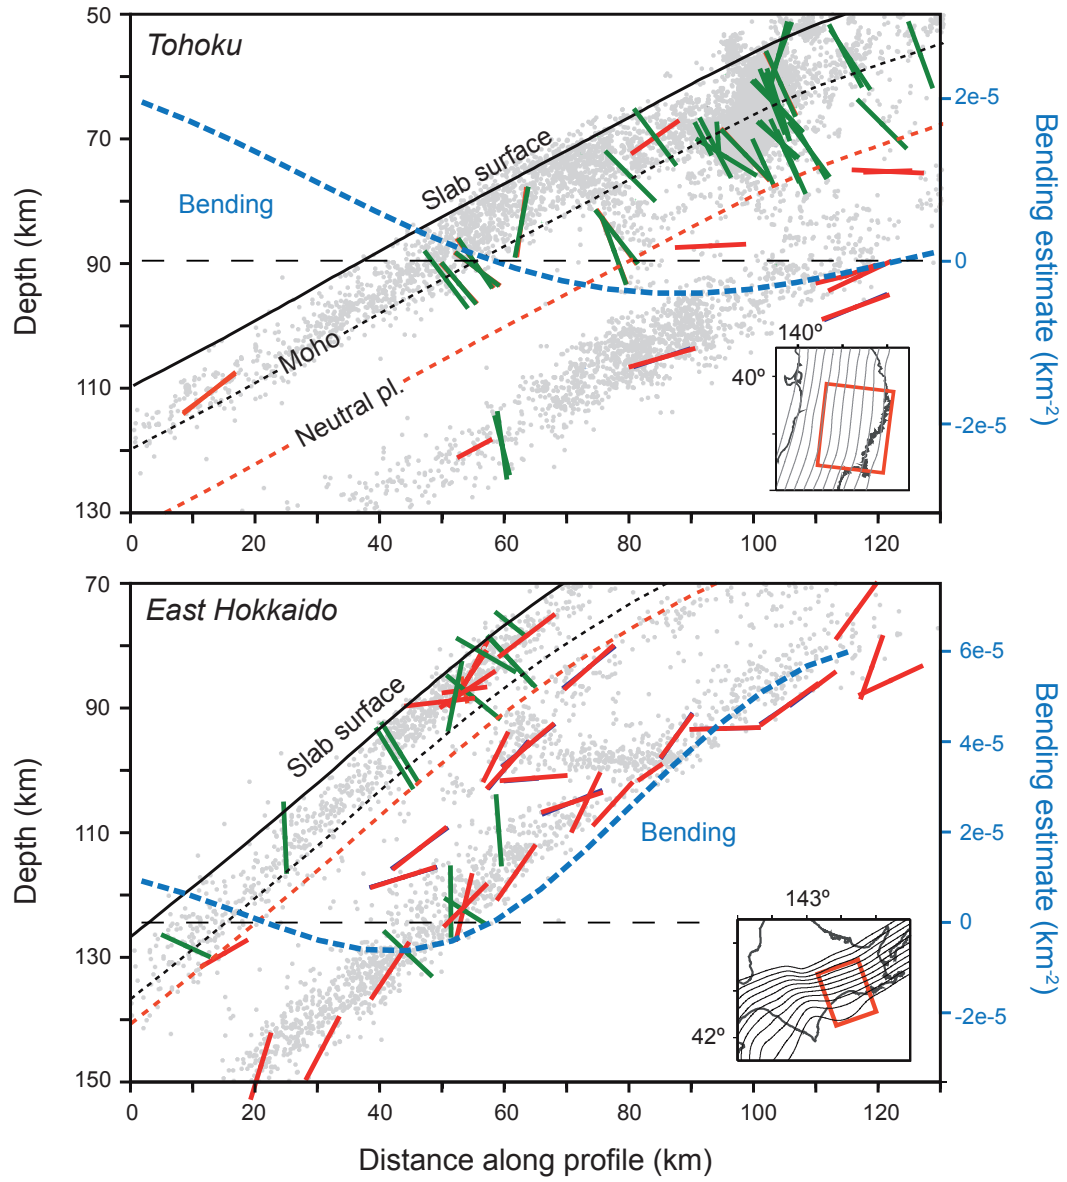 Tohoku
50
70
90
110
130
Depth (km)
Bending
Slab surface
Moho
Neutral pl.
2e-5
0
-2e-5
Bending estimate (km-2)
140º
40º
0
20
40
60
80
100
120
East Hokkaido
70
90
110
130
150
Depth (km)
Slab surface
Bending
6e-5
4e-5
2e-5
0
-2e-5
Bending estimate (km-2)
143º
42º
0
20
40
60
80
100
120
Distance along profile (km)